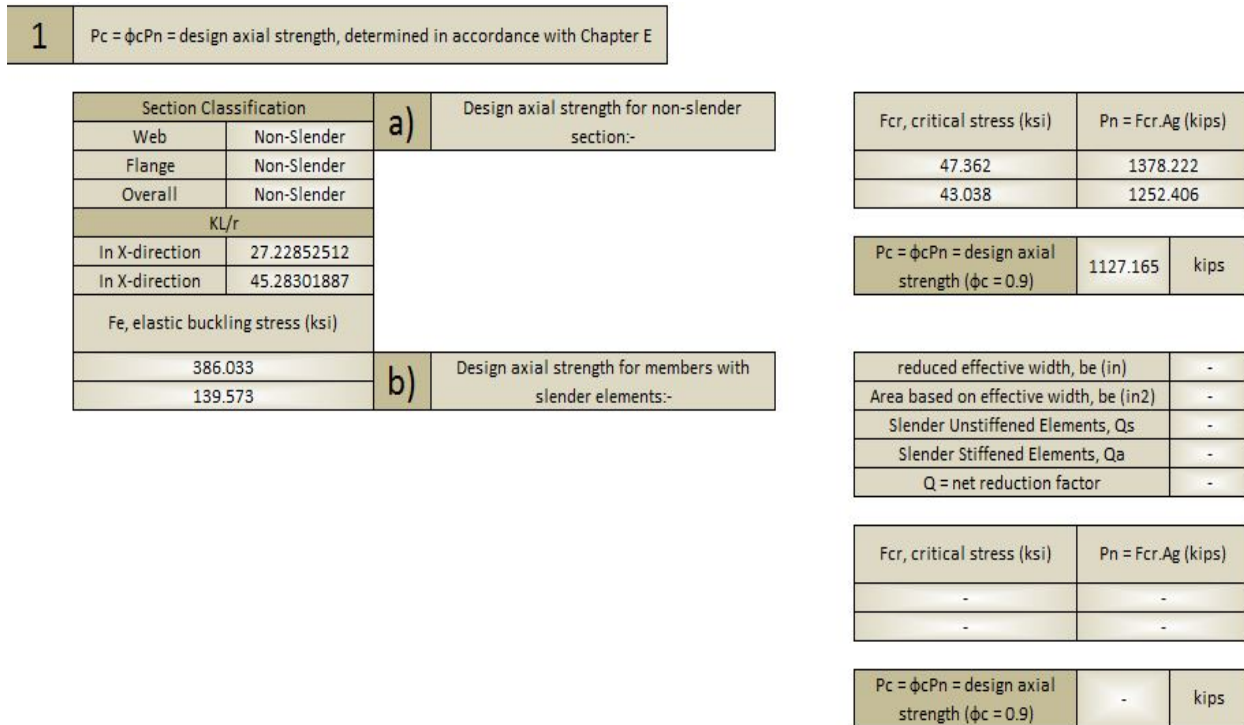 1
Pc = ϕcPn = design axial strength, determined in accordance with Chapter E
Section Classification
Web Non-Slender
Flange Non-Slender
Overall Non-Slender
KL/r
In X-direction 27.22852512
In X-direction 45.28301887
Fe, elastic buckling stress (ksi)
386.033
139.573
a)
Design axial strength for non-slender
section:-
Fcr, critical stress (ksi) Pn = Fcr.Ag (kips)
47.362 1378.222
43.038 1252.406
Pc = ϕcPn = design axial
strength (ϕc = 0.9)
1127.165 kips
b)
Design axial strength for members with
slender elements:-
reduced effective width, be (in) -
Area based on effective width, be (in2) -
Slender Unstiffened Elements, Qs -
Slender Stiffened Elements, Qa -
Q = net reduction factor -
Fcr, critical stress (ksi) Pn = Fcr.Ag (kips)
- -
- -
Pc = ϕcPn = design axial
strength (ϕc = 0.9)
- kips